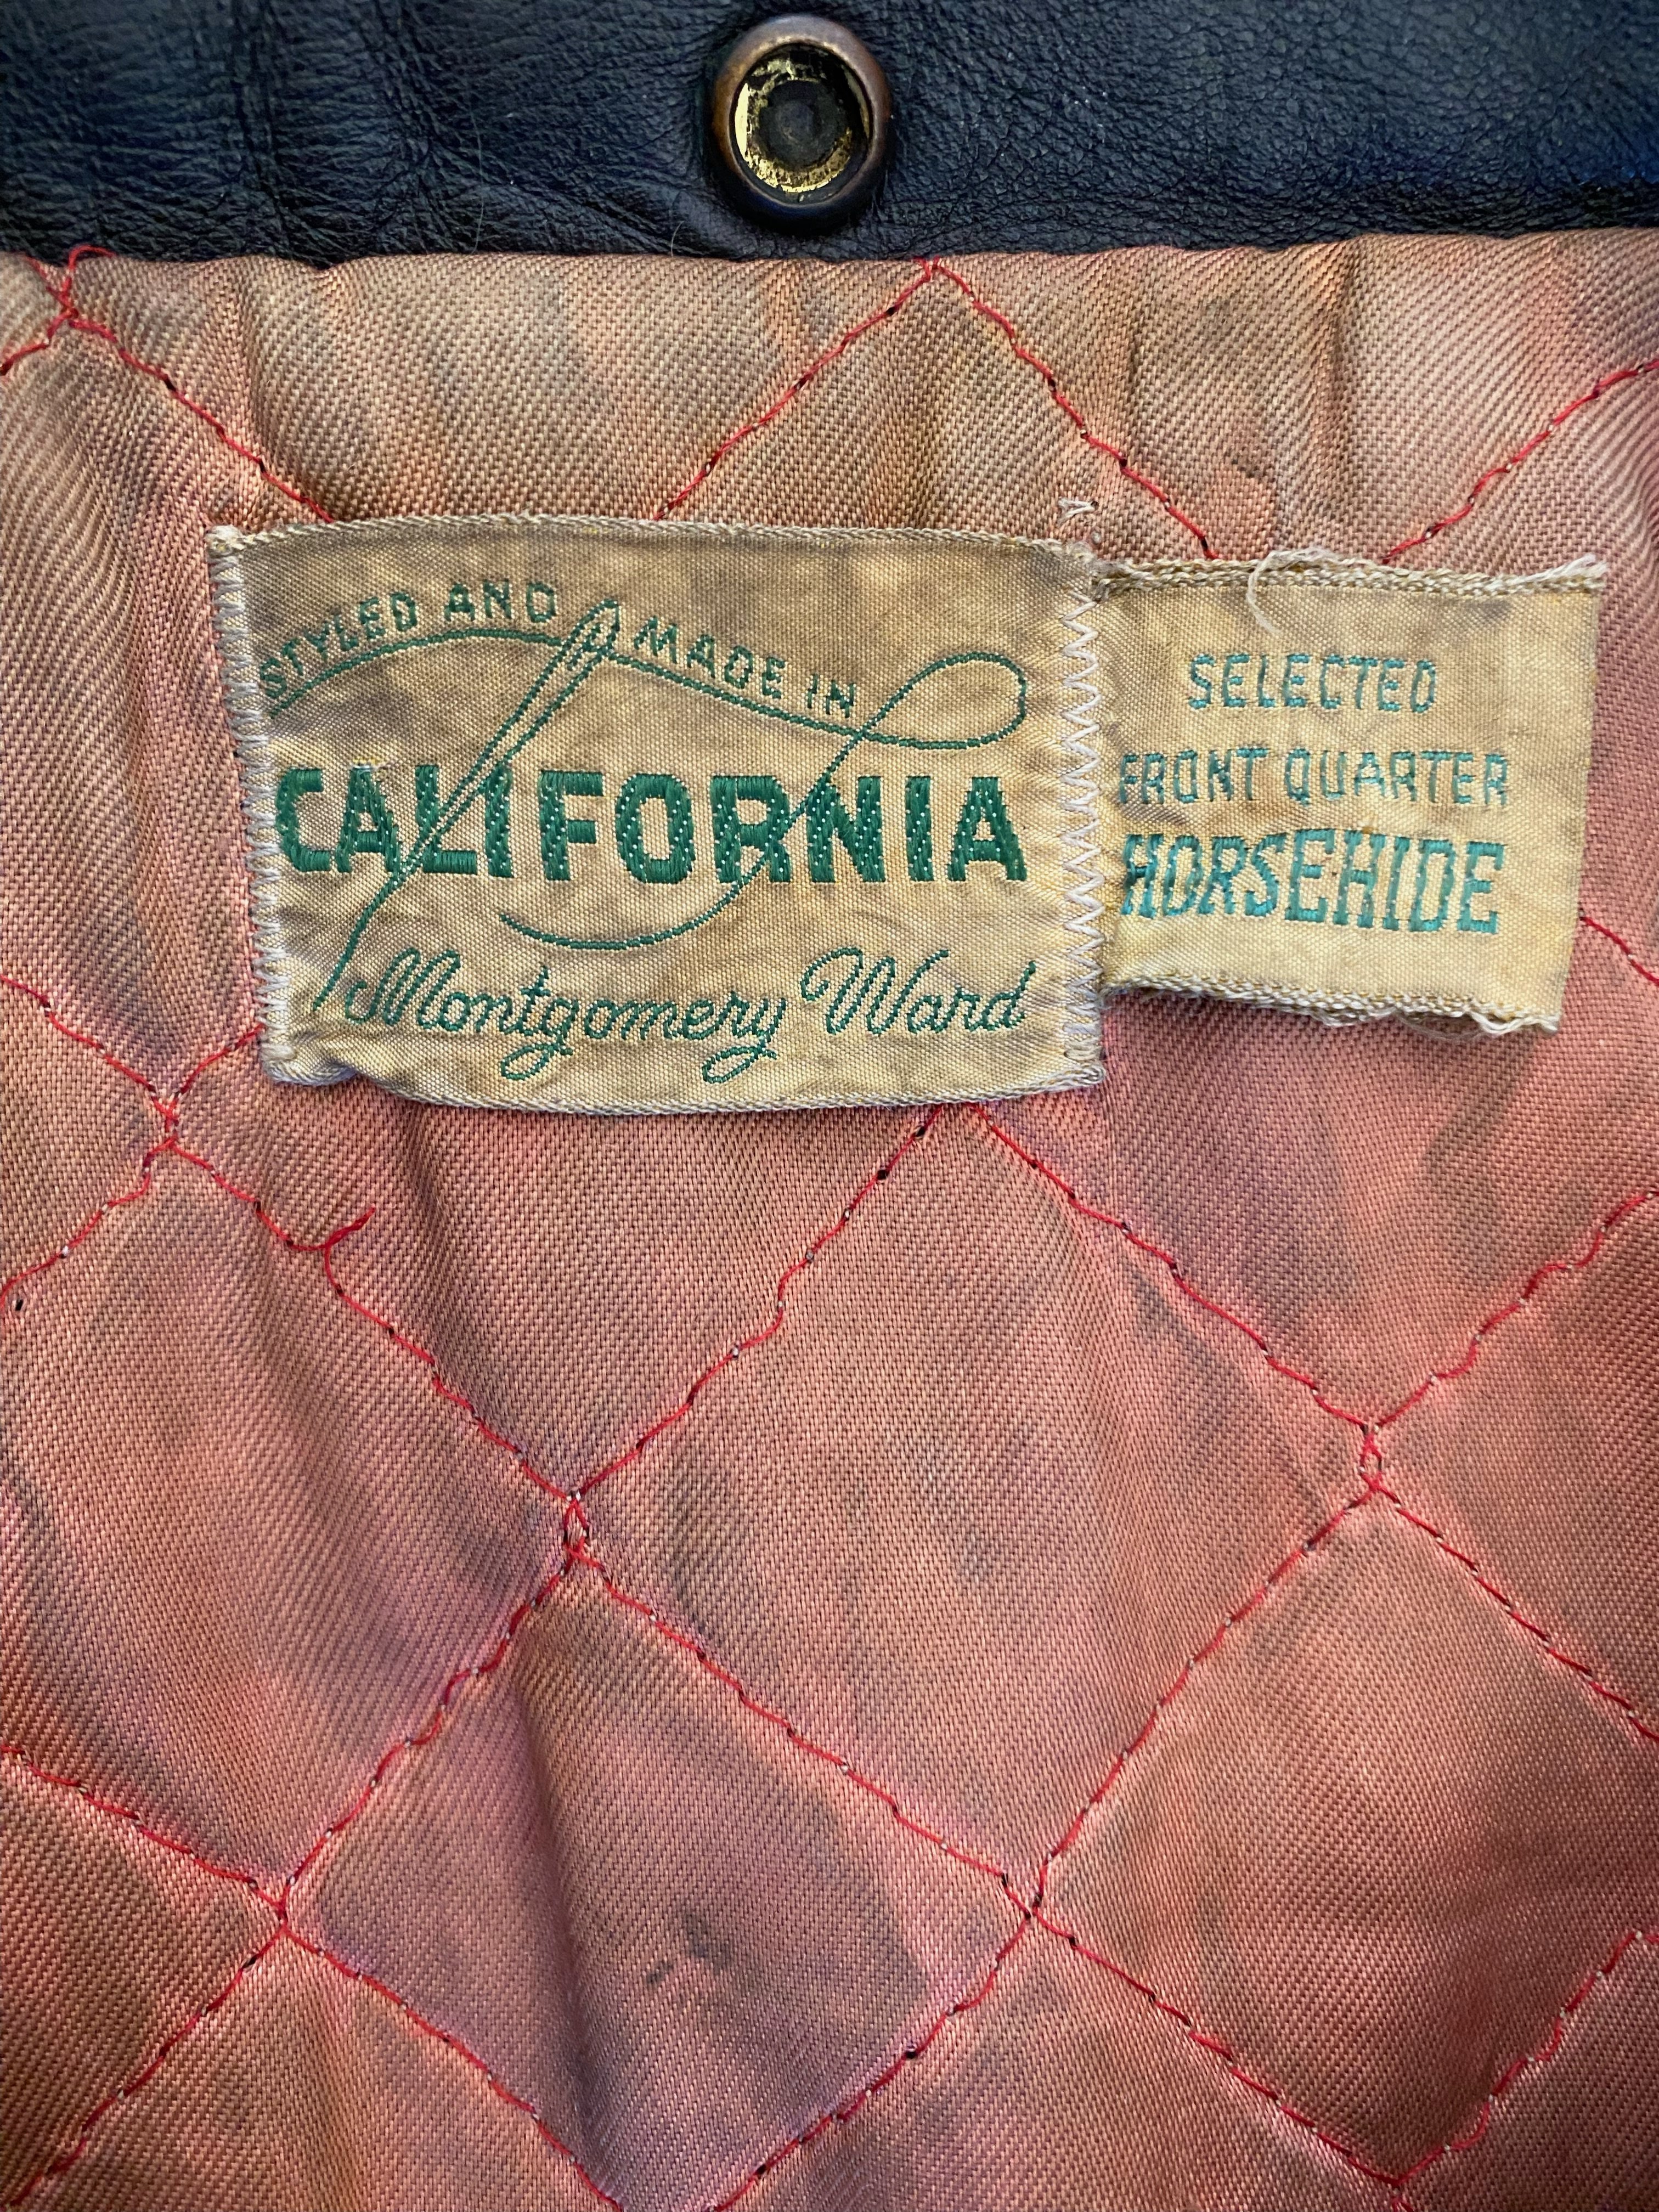 STYLED AND MADE IN
CALIFORNIA
Montgomery Ward
SELECTED
FRONT QUARTER
HORSEHIDE